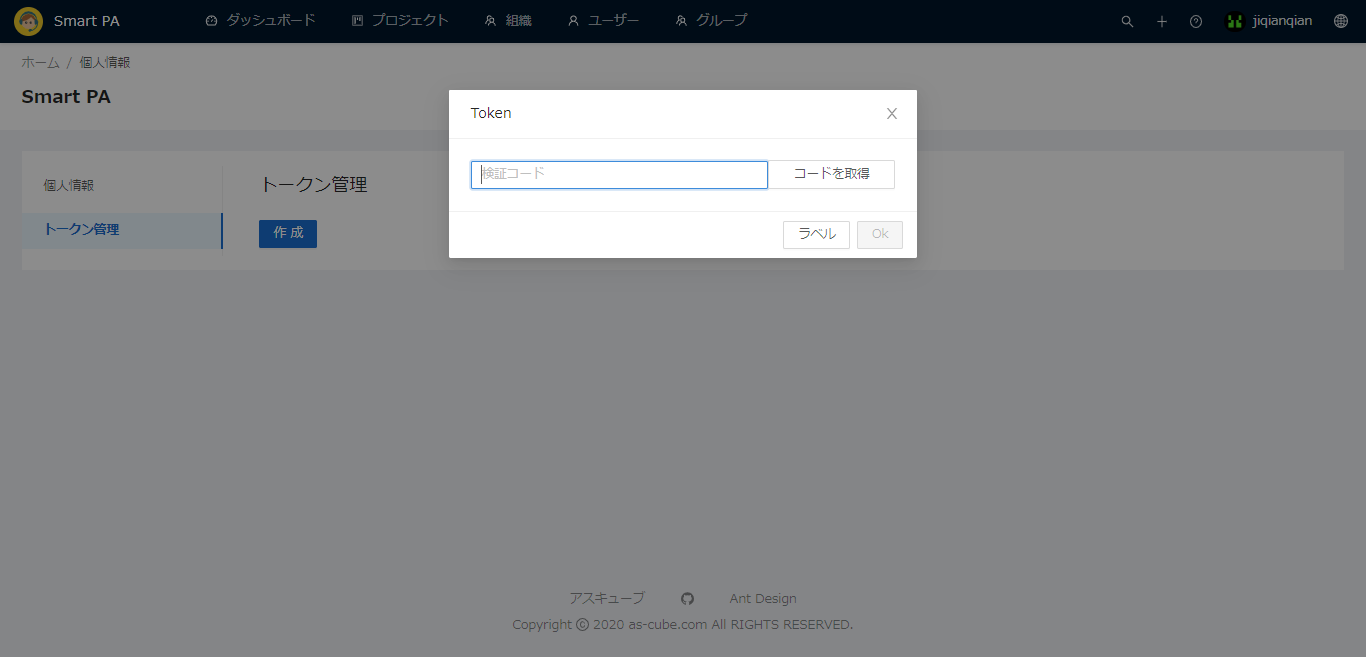 Smart PA ダッシュボード プロジェクト 組織 ユーザー グループ jiqianqian
ホーム / 個人情報
Smart PA
Token
検証コード コードを取得
ラベル Ok
個人情報
トークン管理
トークン管理
作 成
アスキューブ Ant Design
Copyright © 2020 as-cube.com All RIGHTS RESERVED.